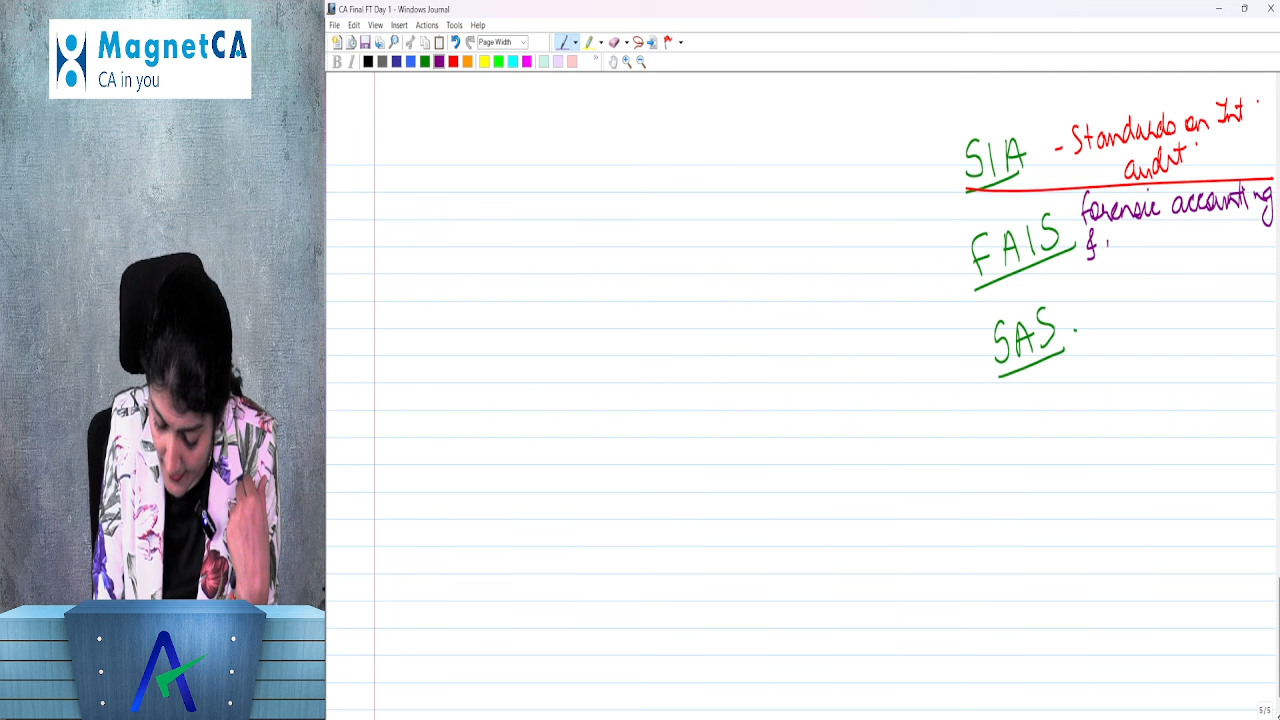 MagnetCA
CA in you
CA Final FT Day 1 - Windows Journal
File Edit View Insert Actions Tools Help
Page Width
B I
SIA - Standards on Int
audit.
FAIS forensic accounting
&
SAS.
5/5